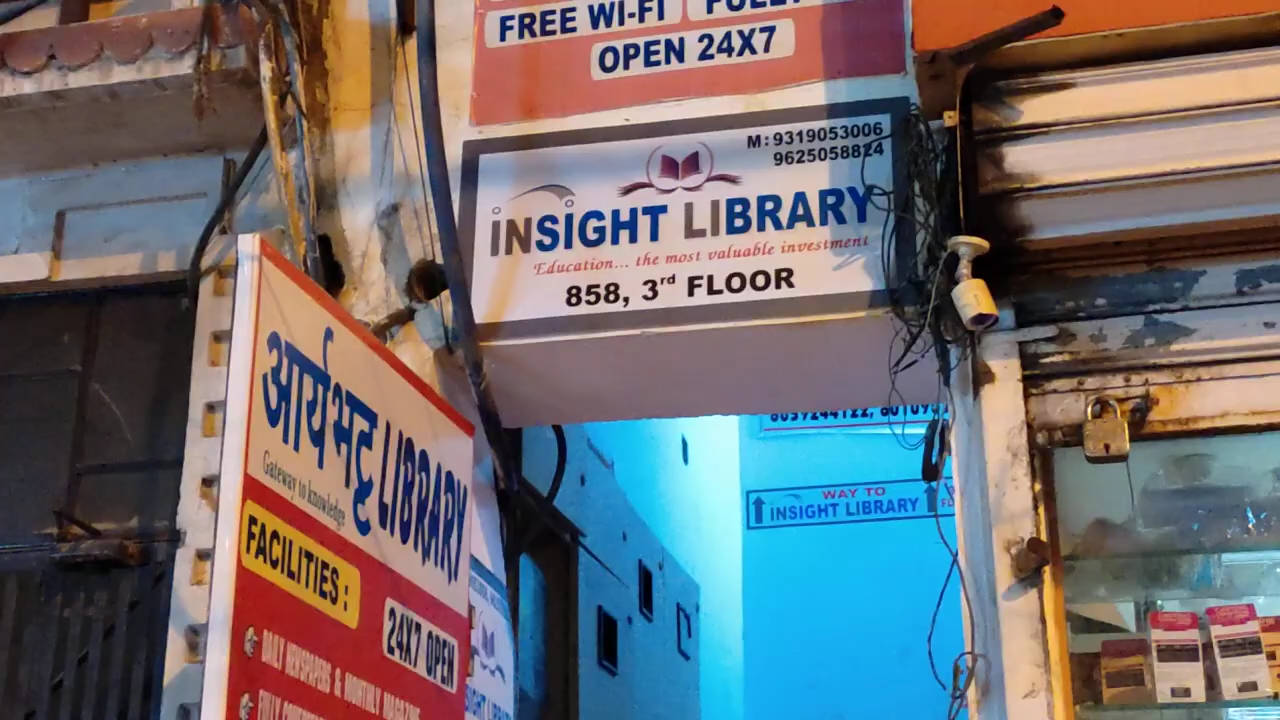 FREE WI-FI
OPEN 24X7
M: 9319053006
9625058824
iNSIGHT LIBRARY
Education... the most valuable investment
858, 3rd FLOOR
आर्यभट्ट LIBRARY
Gateway to knowledge
FACILITIES :
24X7 OPEN
DAILY NEWSPAPERS & MONTHLY MAGAZINE
WAY TO
iNSIGHT LIBRARY